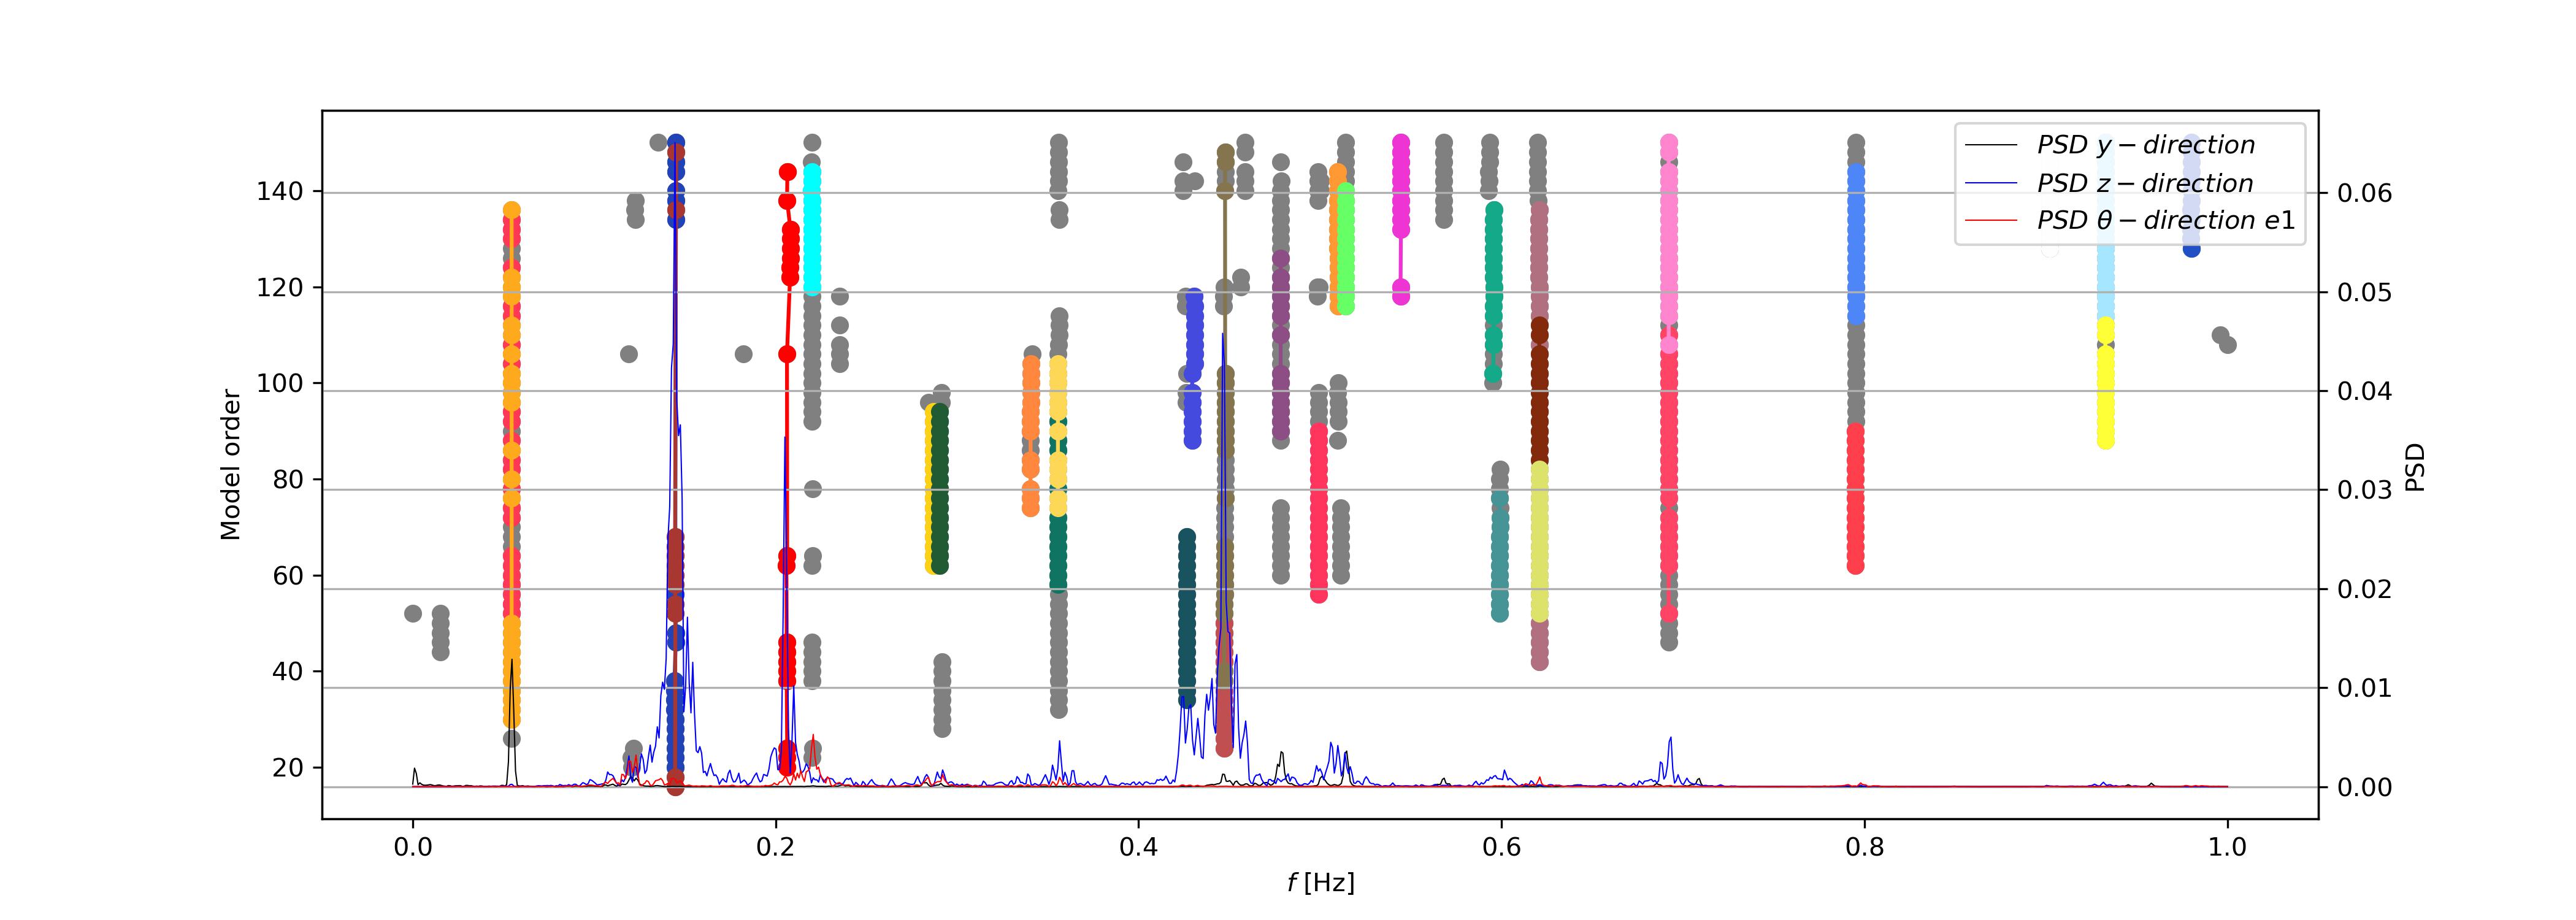 PSD y − direction
PSD z − direction
PSD θ − direction e1
140
120
100
80
60
40
20
Model order
0.06
0.05
0.04
0.03
0.02
0.01
0.00
PSD
0.0 0.2 0.4 0.6 0.8 1.0
f [Hz]